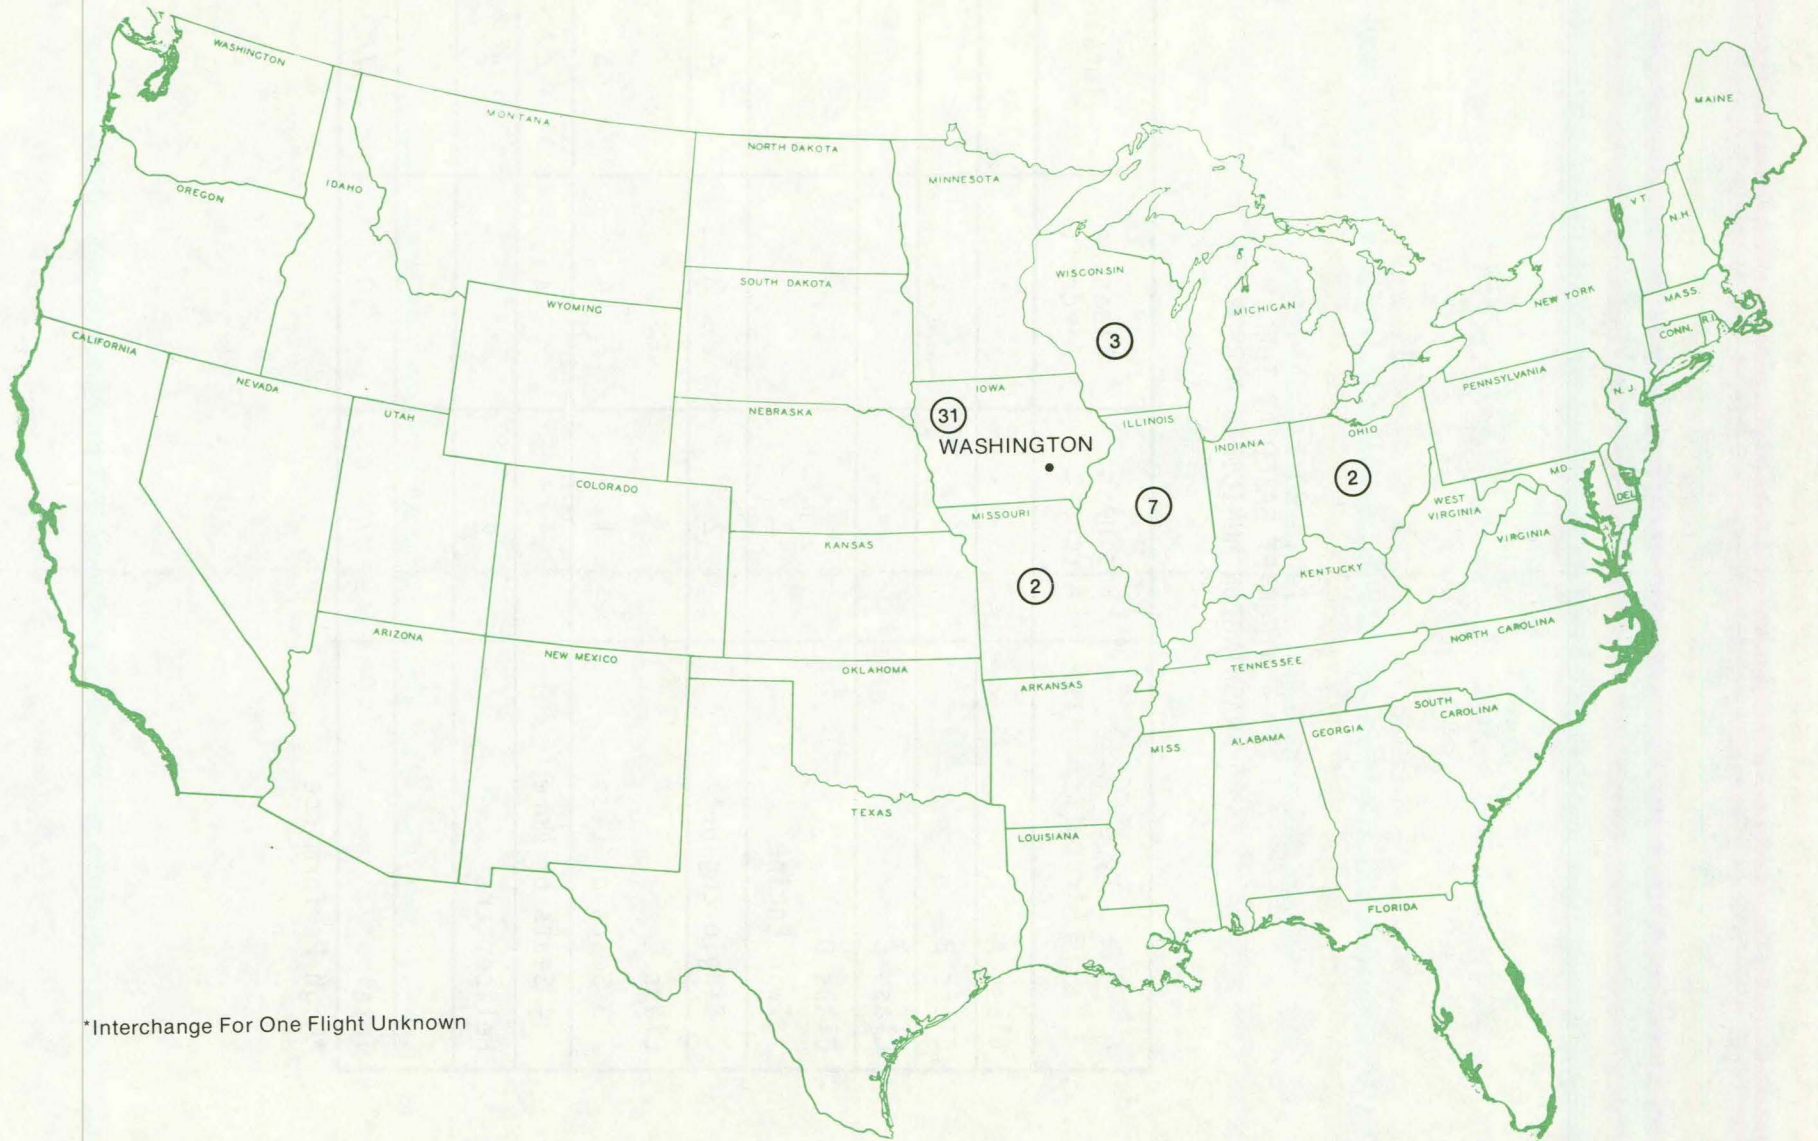 WASHINGTON
MONTANA
NORTH DAKOTA
MINNESOTA
MAINE
OREGON
IDAHO
VT.
N.H.
WISCONSIN
SOUTH DAKOTA
WYOMING
MICHIGAN
NEW YORK
MASS.
CONN.
R.I.
CALIFORNIA
NEVADA
UTAH
3
IOWA
NEBRASKA
31
WASHINGTON
ILLINOIS
INDIANA
OHIO
PENNSYLVANIA
N.J.
COLORADO
2
7
MD.
DEL
WEST
VIRGINIA
VIRGINIA
MISSOURI
KANSAS
2
KENTUCKY
ARIZONA
NEW MEXICO
OKLAHOMA
ARKANSAS
TENNESSEE
NORTH CAROLINA
SOUTH
CAROLINA
MISS
ALABAMA
GEORGIA
TEXAS
LOUISIANA
FLORIDA
*Interchange For One Flight Unknown